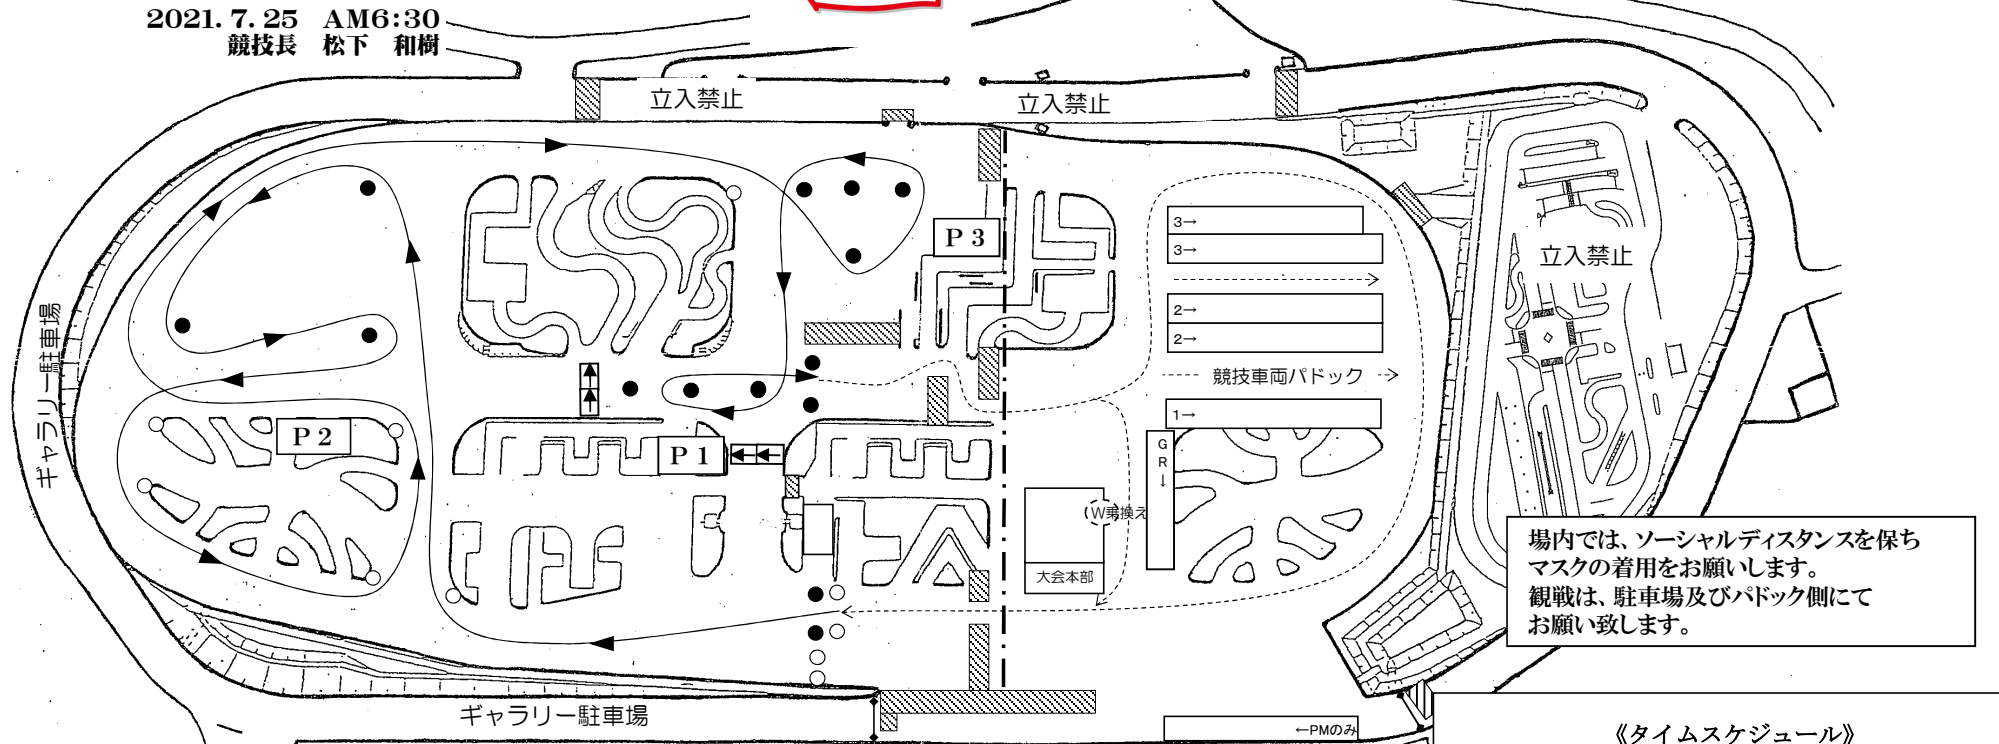 2021.7.25 AM6:30
競技長 松下 和樹
立入禁止
立入禁止
P 3
3→
3→
立入禁止
2→
2→
競技車両パドック
1→
ギャラリー駐車場
P 2
P 1
GR↓
(W乗換え
大会本部
場内では、ソーシャルディスタンスを保ち
マスクの着用をお願いします。
観戦は、駐車場及びパドック側にて
お願い致します。
ギャラリー駐車場
←PMのみ
《タイムスケジュール》